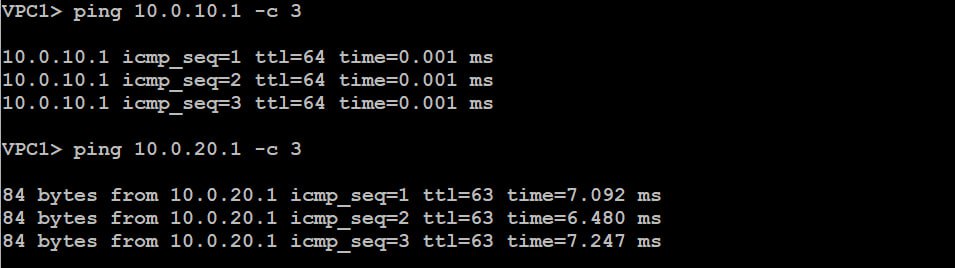 VPC1> ping 10.0.10.1 -c 3
10.0.10.1 icmp_seq=1 ttl=64 time=0.001 ms
10.0.10.1 icmp_seq=2 ttl=64 time=0.001 ms
10.0.10.1 icmp_seq=3 ttl=64 time=0.001 ms
VPC1> ping 10.0.20.1 -c 3
84 bytes from 10.0.20.1 icmp_seq=1 ttl=63 time=7.092 ms
84 bytes from 10.0.20.1 icmp_seq=2 ttl=63 time=6.480 ms
84 bytes from 10.0.20.1 icmp_seq=3 ttl=63 time=7.247 ms